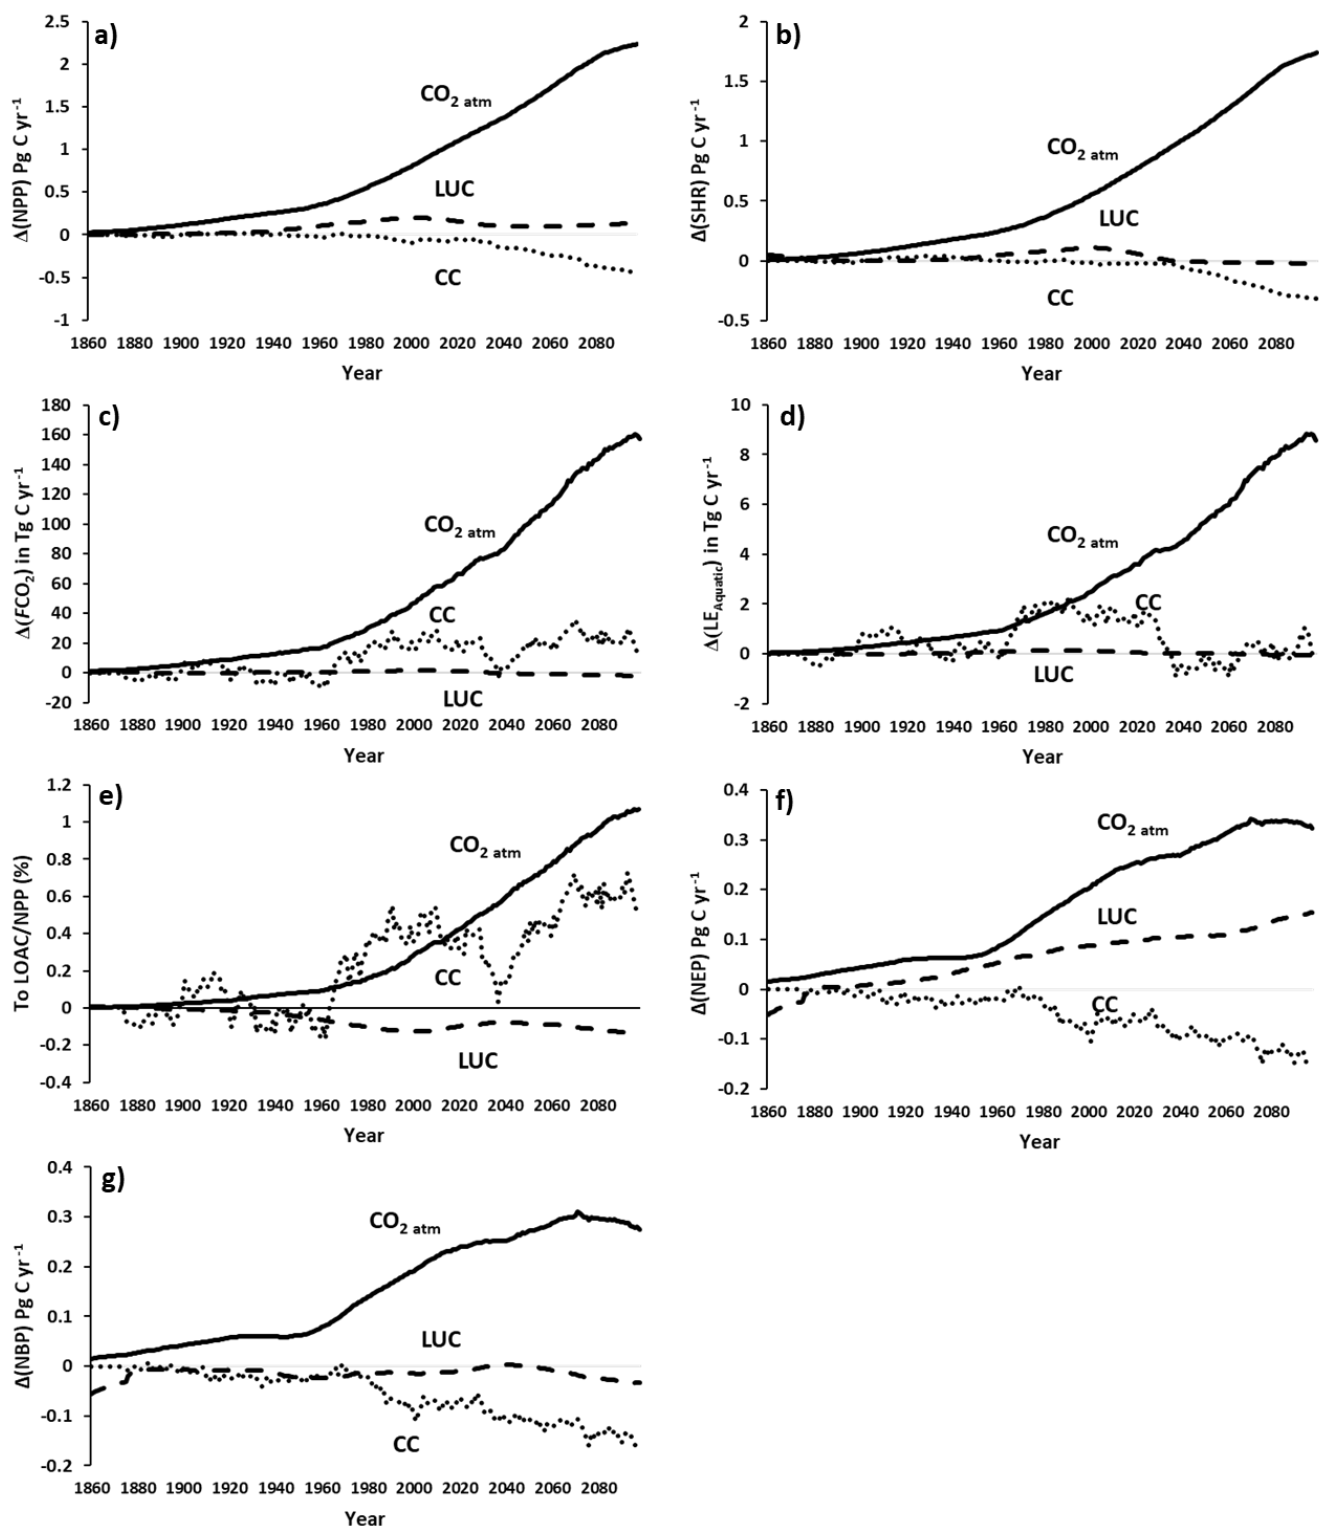 a)
Δ(NPP) Pg C yr-1
2.5
2
1.5
1
0.5
0
-0.5
-1
CO2 atm
LUC
CC
1860 1880 1900 1920 1940 1960 1980 2000 2020 2040 2060 2080
Year
b)
Δ(SHR) Pg C yr-1
2
1.5
1
0.5
0
-0.5
CO2 atm
LUC
CC
1860 1880 1900 1920 1940 1960 1980 2000 2020 2040 2060 2080
Year
c)
Δ(FCO2) in Tg C yr-1
180
160
140
120
100
80
60
40
20
0
-20
CO2 atm
CC
LUC
1860 1880 1900 1920 1940 1960 1980 2000 2020 2040 2060 2080
Year
d)
Δ(LEAquatic) in Tg C yr-1
10
8
6
4
2
0
-2
CO2 atm
CC
LUC
1860 1880 1900 1920 1940 1960 1980 2000 2020 2040 2060 2080
Year
e)
To LOAC/NPP (%)
1.2
1
0.8
0.6
0.4
0.2
0
-0.2
-0.4
CO2 atm
CC
LUC
1860 1880 1900 1920 1940 1960 1980 2000 2020 2040 2060 2080
Year
f)
Δ(NEP) Pg C yr-1
0.4
0.3
0.2
0.1
0
-0.1
-0.2
CO2 atm
LUC
CC
1860 1880 1900 1920 1940 1960 1980 2000 2020 2040 2060 2080
Year
g)
Δ(NBP) Pg C yr-1
0.4
0.3
0.2
0.1
0
-0.1
-0.2
CO2 atm
LUC
CC
1860 1880 1900 1920 1940 1960 1980 2000 2020 2040 2060 2080
Year